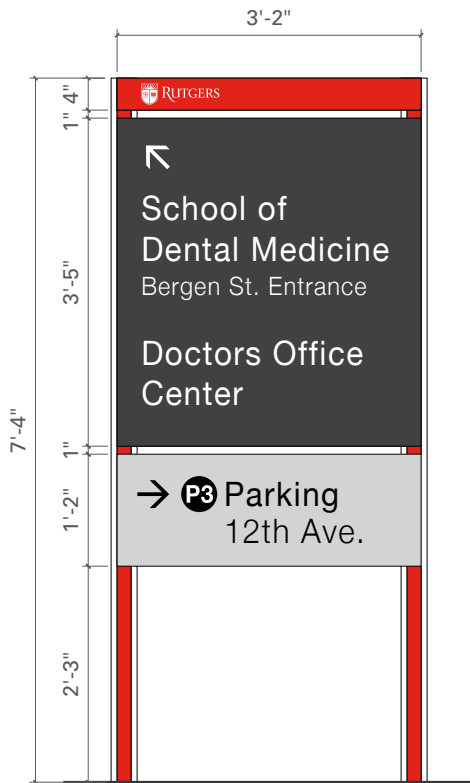 3'-2"
RUTGERS
4"
1"
School of
Dental Medicine
Bergen St. Entrance
3'-5"
Doctors Office
Center
7'-4"
1"
P3 Parking
12th Ave.
1'-2"
2'-3"